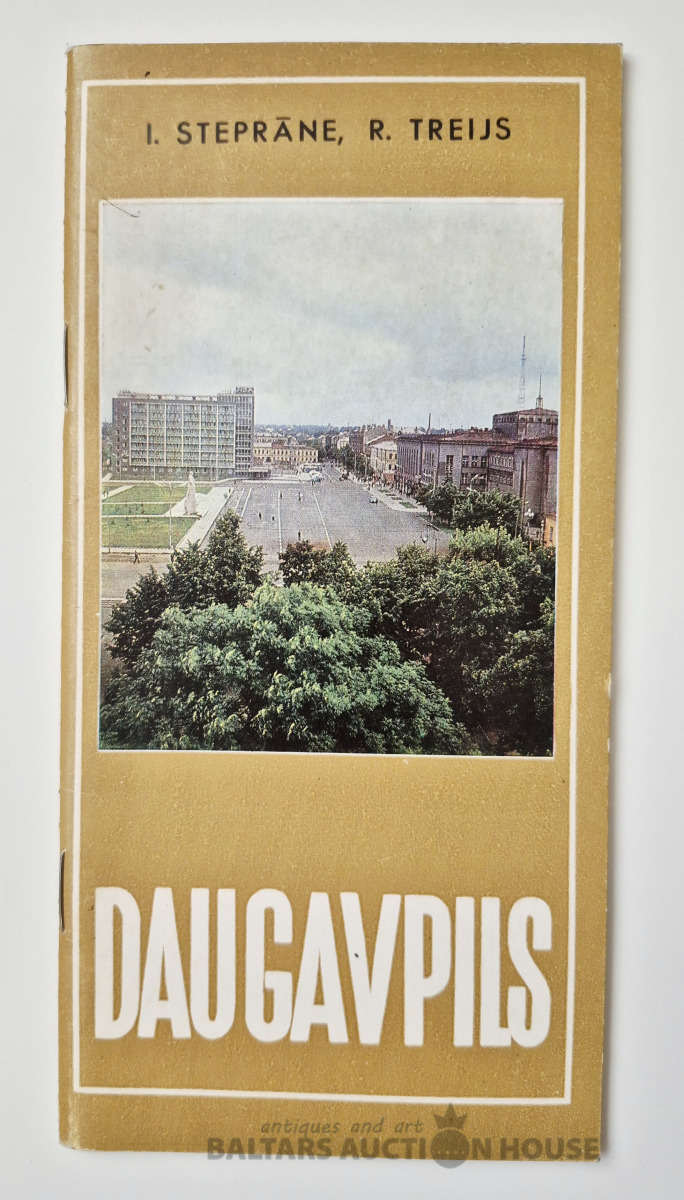 I. STEPRĀNE, R. TREIJS
DAUGAVPILS
antiques and art
BALTARS AUCTION HOUSE